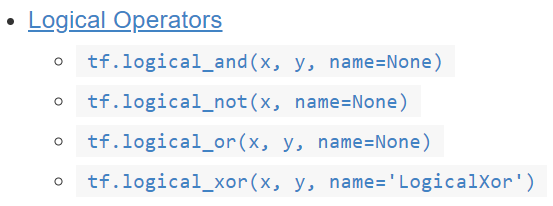 Logical Operators
tf.logical_and(x, y, name=None)
tf.logical_not(x, name=None)
tf.logical_or(x, y, name=None)
tf.logical_xor(x, y, name='LogicalXor')